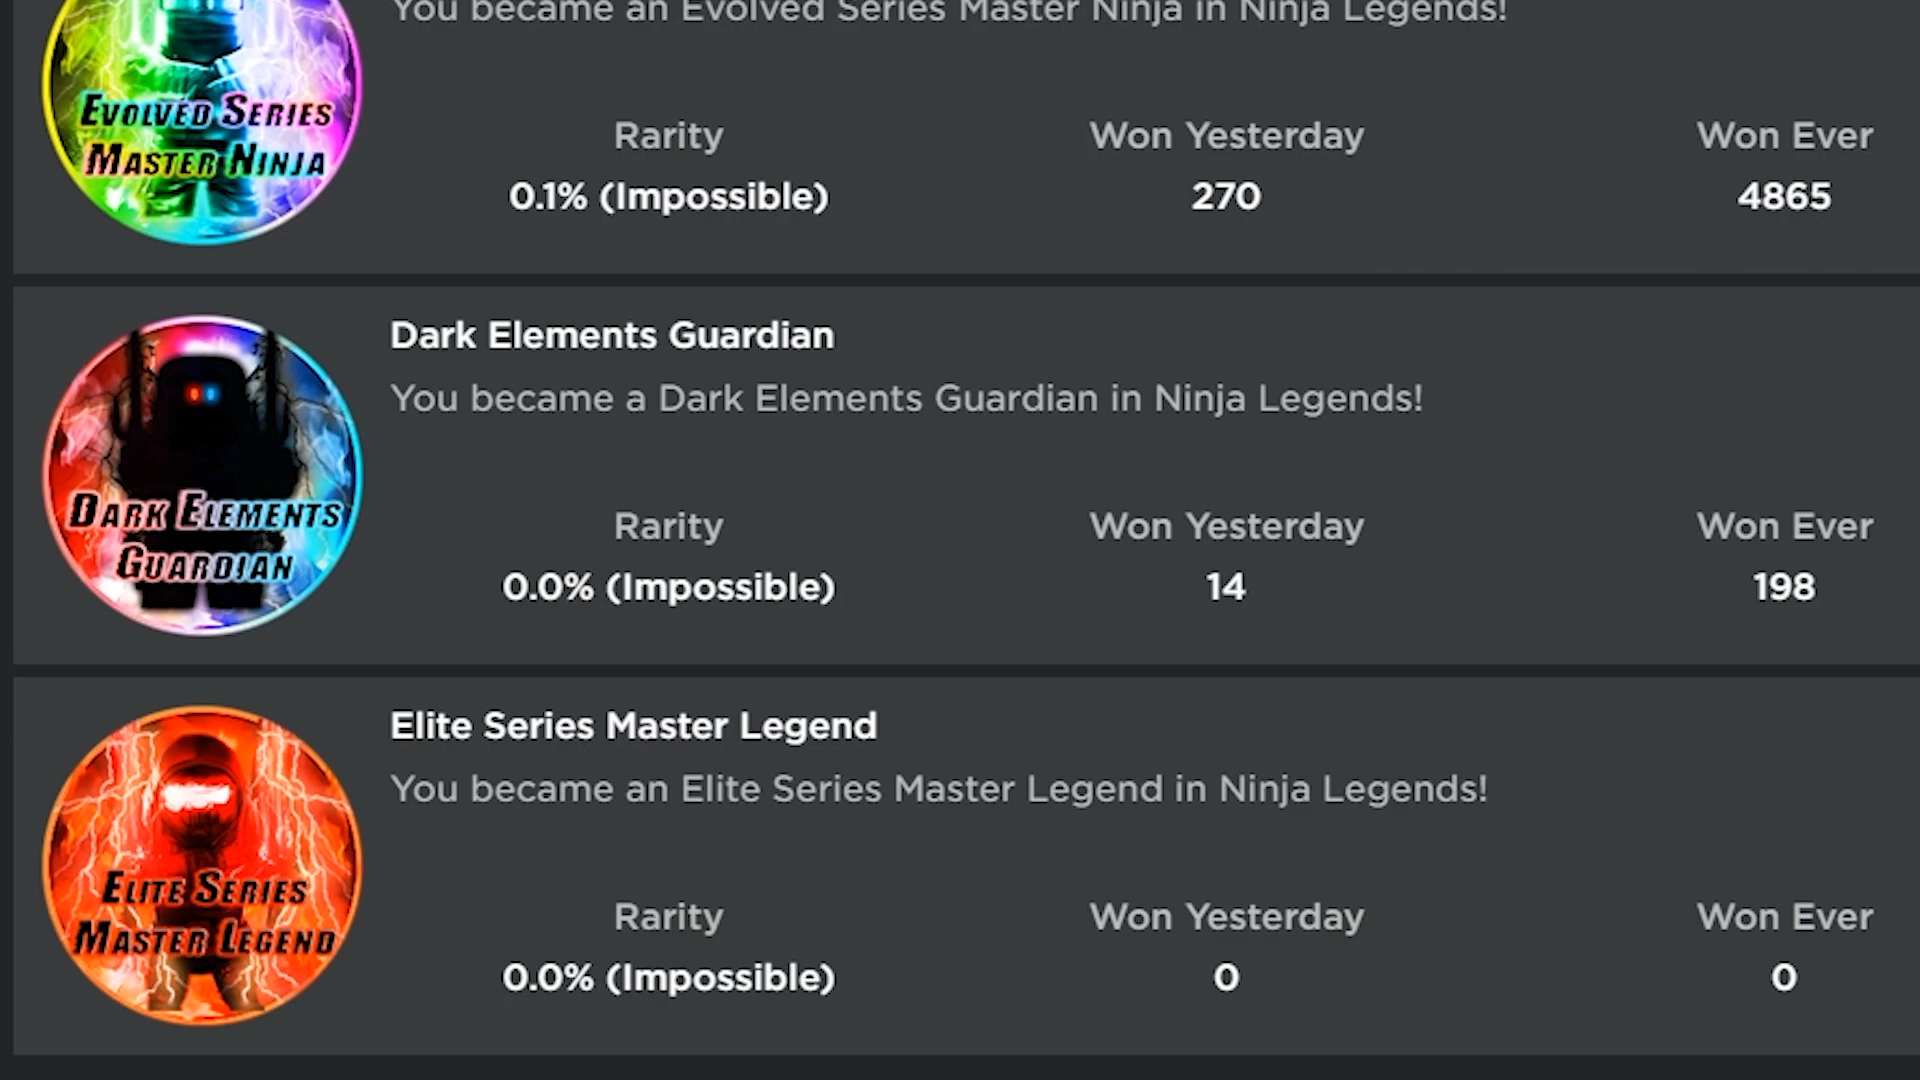 You became an Evolved Series Master Ninja in Ninja Legends!
EVOLVED SERIES
MASTER NINJA
Rarity Won Yesterday Won Ever
0.1% (Impossible) 270 4865
Dark Elements Guardian
You became a Dark Elements Guardian in Ninja Legends!
DARK ELEMENTS
GUARDIAN
Rarity Won Yesterday Won Ever
0.0% (Impossible) 14 198
Elite Series Master Legend
You became an Elite Series Master Legend in Ninja Legends!
ELITE SERIES
MASTER LEGEND
Rarity Won Yesterday Won Ever
0.0% (Impossible) 0 0